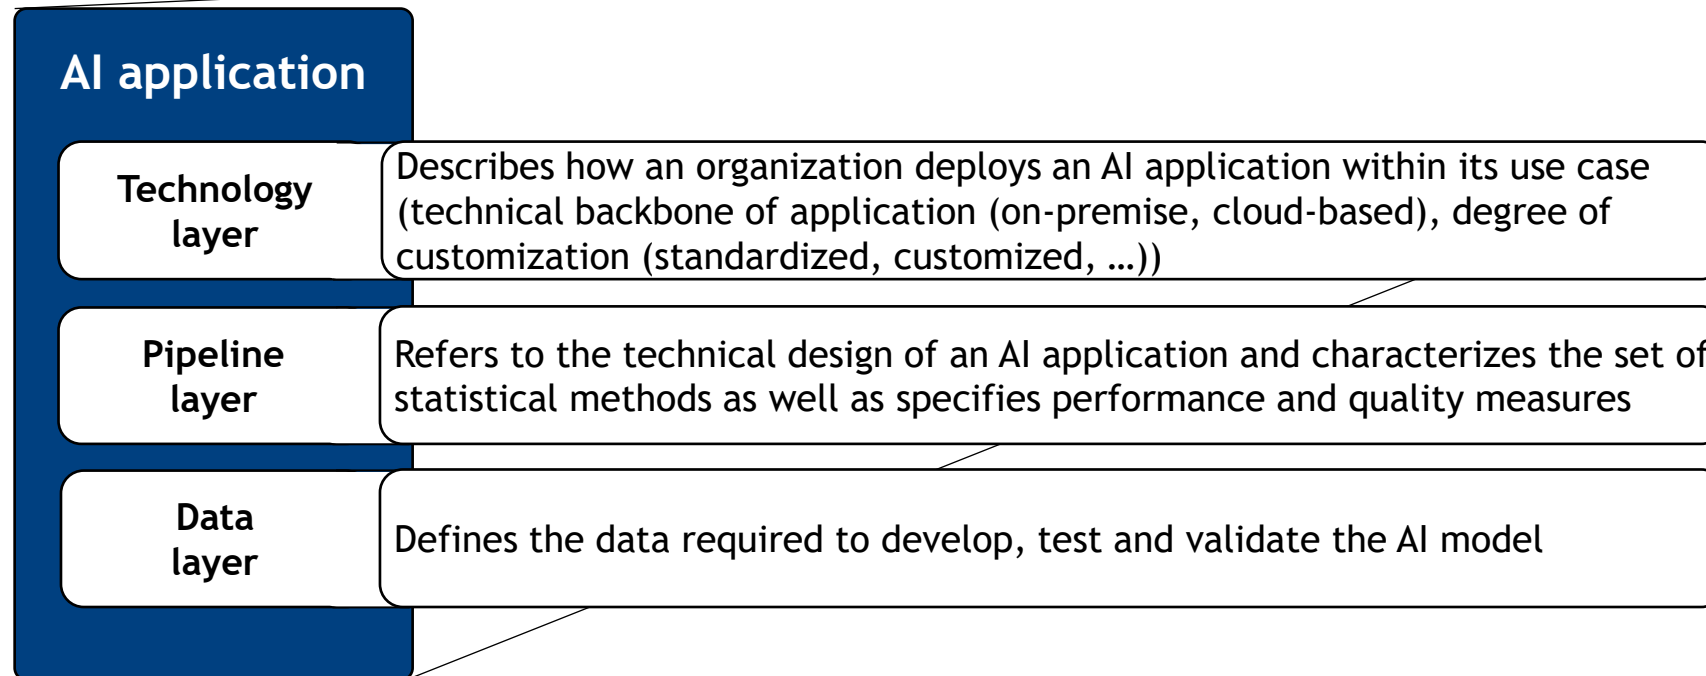 AI application
Technology
layer
Describes how an organization deploys an AI application within its use case
(technical backbone of application (on-premise, cloud-based), degree of
customization (standardized, customized, …))
Pipeline
layer
Refers to the technical design of an AI application and characterizes the set of
statistical methods as well as specifies performance and quality measures
Data
layer
Defines the data required to develop, test and validate the AI model